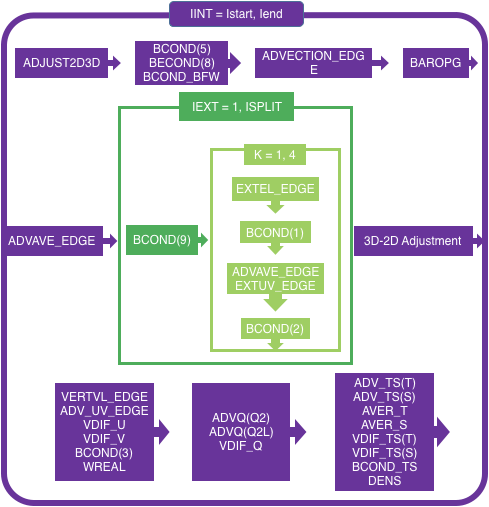 IINT = Istart, Iend
ADJUST2D3D
BCOND(5)
BECOND(8)
BCOND_BFW
ADVECTION_EDG
E
BAROPG
IEXT = 1, ISPLIT
K = 1, 4
EXTEL_EDGE
ADVAVE_EDGE
BCOND(9)
BCOND(1)
3D-2D Adjustment
ADVAVE_EDGE
EXTUV_EDGE
BCOND(2)
VERTVL_EDGE
ADV_UV_EDGE
VDIF_U
VDIF_V
BCOND(3)
WREAL
ADVQ(Q2)
ADVQ(Q2L)
VDIF_Q
ADV_TS(T)
ADV_TS(S)
AVER_T
AVER_S
VDIF_TS(T)
VDIF_TS(S)
BCOND_TS
DENS